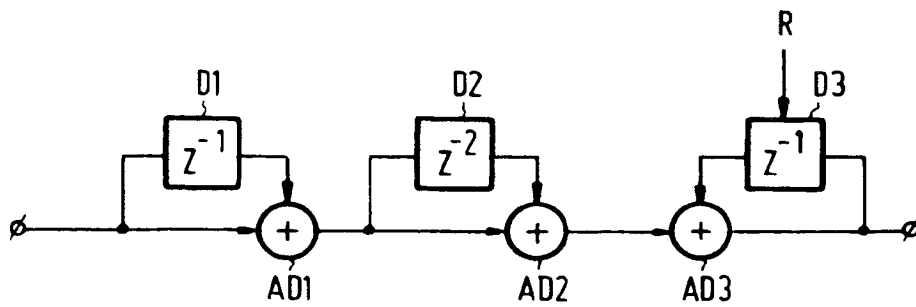 R
D1
D2
D3
Z⁻¹
Z⁻²
Z⁻¹
+
+
+
AD1
AD2
AD3